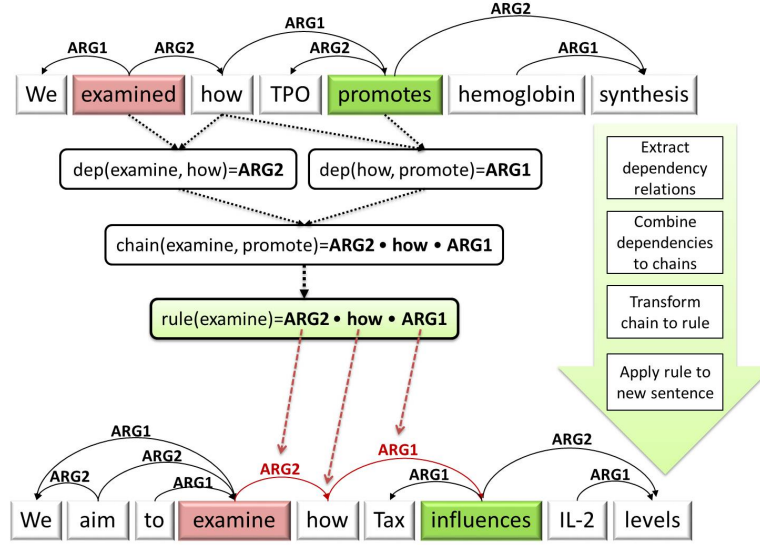 ARG2
ARG1
ARG1 ARG2 ARG2 ARG1
We examined how TPO promotes hemoglobin synthesis
dep(examine, how)=ARG2 dep(how, promote)=ARG1
chain(examine, promote)=ARG2 • how • ARG1
rule(examine)=ARG2 • how • ARG1
Extract
dependency
relations
Combine
dependencies
to chains
Transform
chain to rule
Apply rule to
new sentence
ARG1
ARG2 ARG2 ARG1 ARG2 ARG1 ARG1 ARG2 ARG1
We aim to examine how Tax influences IL-2 levels